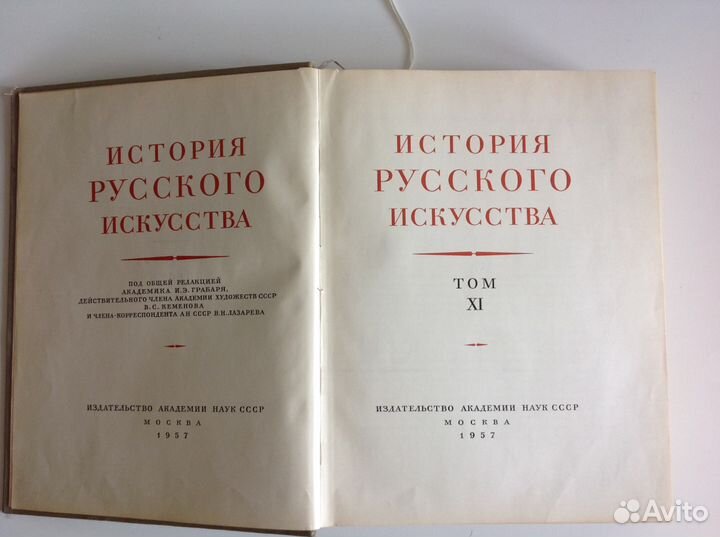 ИСТОРИЯ
РУССКОГО
ИСКУССТВА
ПОД ОБЩЕЙ РЕДАКЦИЕЙ
АКАДЕМИКА И.Э. ГРАБАРЯ,
ДЕЙСТВИТЕЛЬНОГО ЧЛЕНА АКАДЕМИИ ХУДОЖЕСТВ СССР
В.С. КЕМЕНОВА
И ЧЛЕНА-КОРРЕСПОНДЕНТА АН СССР В.Н. ЛАЗАРЕВА
ИЗДАТЕЛЬСТВО АКАДЕМИИ НАУК СССР
МОСКВА
1957
ИСТОРИЯ
РУССКОГО
ИСКУССТВА
ТОМ
XI
ИЗДАТЕЛЬСТВО АКАДЕМИИ НАУК СССР
МОСКВА
1957
Avito